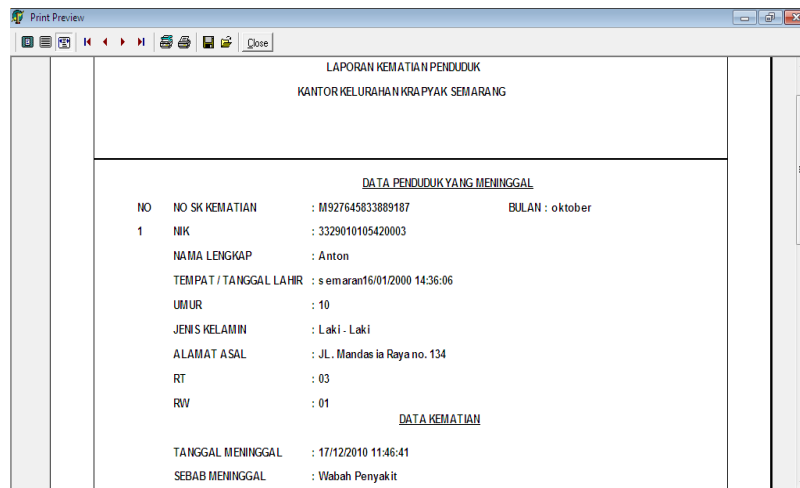 Print Preview
Close
LAPORAN KEMATIAN PENDUDUK
KANTOR KELURAHAN KRAPYAK SEMARANG
DATA PENDUDUK YANG MENINGGAL
NO NO SK KEMATIAN : M927645833889187 BULAN : oktober
1 NIK : 3329010105420003
NAMA LENGKAP : Anton
TEMPAT / TANGGAL LAHIR : semaran16/01/2000 14:36:06
UMUR : 10
JENIS KELAMIN : Laki - Laki
ALAMAT ASAL : JL. Mandasia Raya no. 134
RT : 03
RW : 01
DATA KEMATIAN
TANGGAL MENINGGAL : 17/12/2010 11:46:41
SEBAB MENINGGAL : Wabah Penyakit